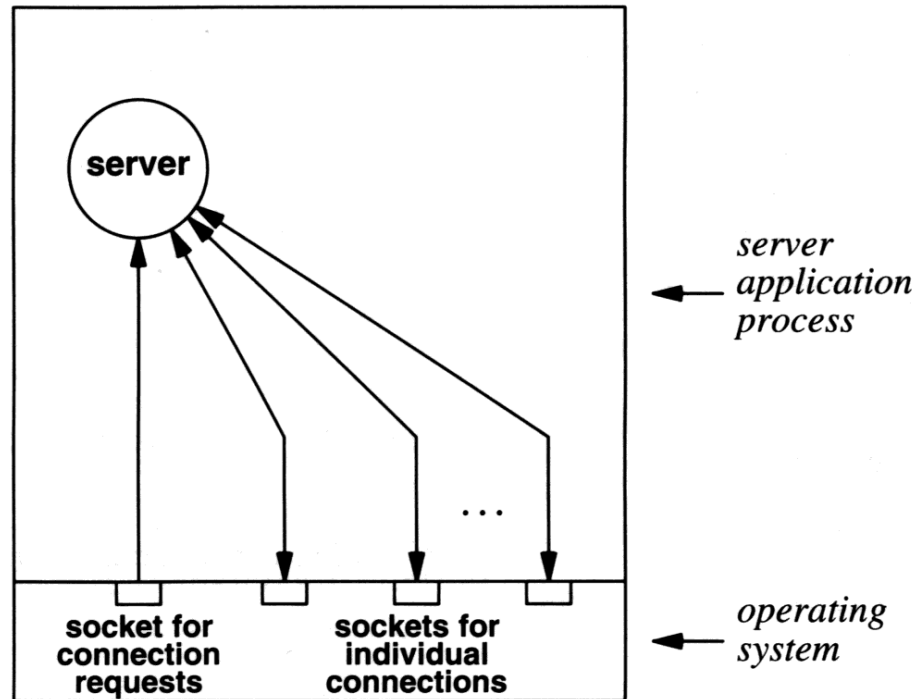 server
server
application
process
...
socket for
connection
requests
sockets for
individual
connections
operating
system